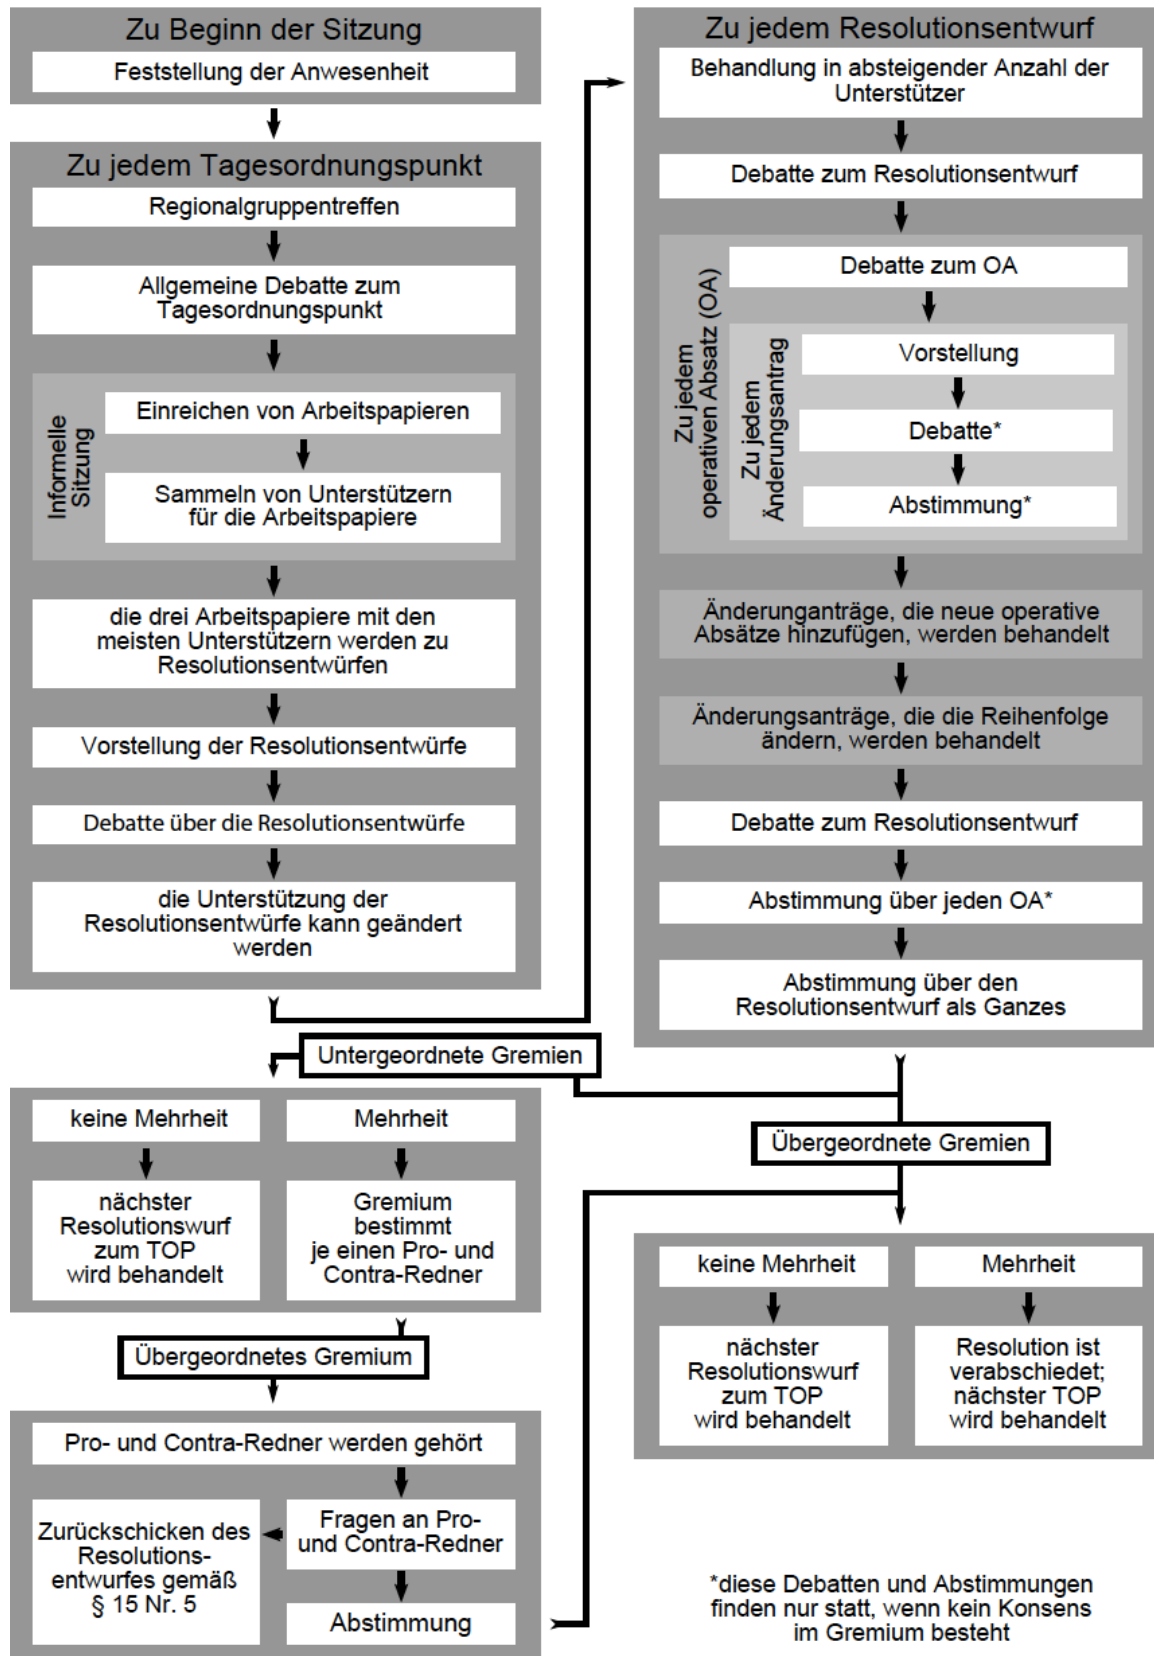 Zu Beginn der Sitzung
Feststellung der Anwesenheit
Zu jedem Tagesordnungspunkt
Regionalgruppentreffen
Allgemeine Debatte zum
Tagesordnungspunkt
Informelle
Sitzung
Einreichen von Arbeitspapieren
Sammeln von Unterstützern
für die Arbeitspapiere
die drei Arbeitspapiere mit den
meisten Unterstützern werden zu
Resolutionsentwürfen
Vorstellung der Resolutionsentwürfe
Debatte über die Resolutionsentwürfe
die Unterstützung der
Resolutionsentwürfe kann geändert
werden
Zu jedem Resolutionsentwurf
Behandlung in absteigender Anzahl der
Unterstützer
Debatte zum Resolutionsentwurf
Zu jedem
operativen Absatz (OA)
Debatte zum OA
Zu jedem
Änderungsantrag
Vorstellung
Debatte*
Abstimmung*
Änderunganträge, die neue operative
Absätze hinzufügen, werden behandelt
Änderungsanträge, die die Reihenfolge
ändern, werden behandelt
Debatte zum Resolutionsentwurf
Abstimmung über jeden OA*
Abstimmung über den
Resolutionsentwurf als Ganzes
Untergeordnete Gremien
keine Mehrheit
Mehrheit
nächster
Resolutionswurf
zum TOP
wird behandelt
Gremium
bestimmt
je einen Pro- und
Contra-Redner
Übergeordnetes Gremium
Pro- und Contra-Redner werden gehört
Zurückschicken des
Resolutions-
entwurfes gemäß
§ 15 Nr. 5
Fragen an Pro-
und Contra-Redner
Abstimmung
Übergeordnete Gremien
keine Mehrheit
Mehrheit
nächster
Resolutionswurf
zum TOP
wird behandelt
Resolution ist
verabschiedet;
nächster TOP
wird behandelt
*diese Debatten und Abstimmungen
finden nur statt, wenn kein Konsens
im Gremium besteht